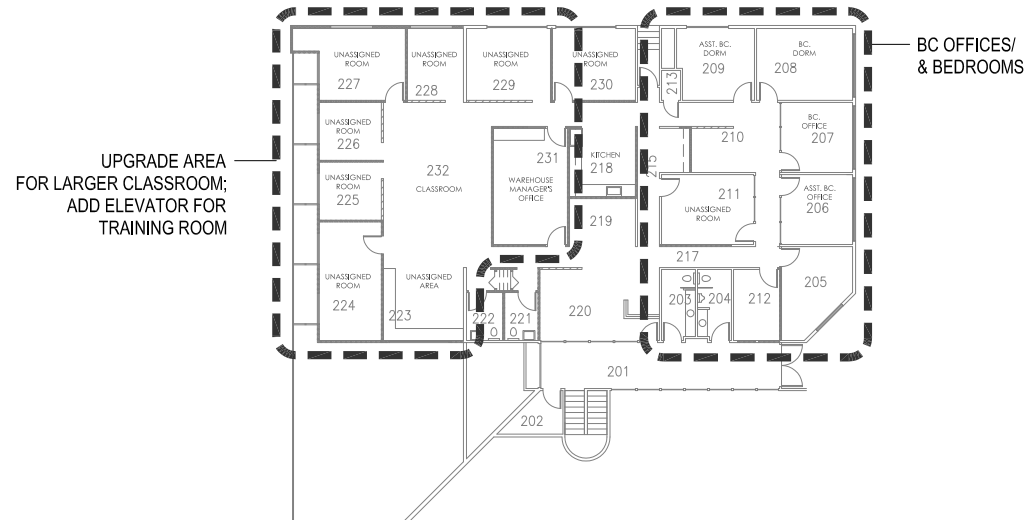 BC OFFICES/
& BEDROOMS
UPGRADE AREA
FOR LARGER CLASSROOM;
ADD ELEVATOR FOR
TRAINING ROOM
UNASSIGNED
ROOM
227
UNASSIGNED
ROOM
228
UNASSIGNED
ROOM
229
UNASSIGNED
ROOM
230
213
ASST. BC.
DORM
209
BC.
DORM
208
UNASSIGNED
ROOM
226
232
CLASSROOM
231
WAREHOUSE
MANAGER'S
OFFICE
KITCHEN
218
215
210
BC.
OFFICE
207
UNASSIGNED
ROOM
225
219
211
UNASSIGNED
ROOM
ASST. BC.
OFFICE
206
217
UNASSIGNED
ROOM
224
UNASSIGNED
AREA
223
222
221
220
203
204
212
205
201
202